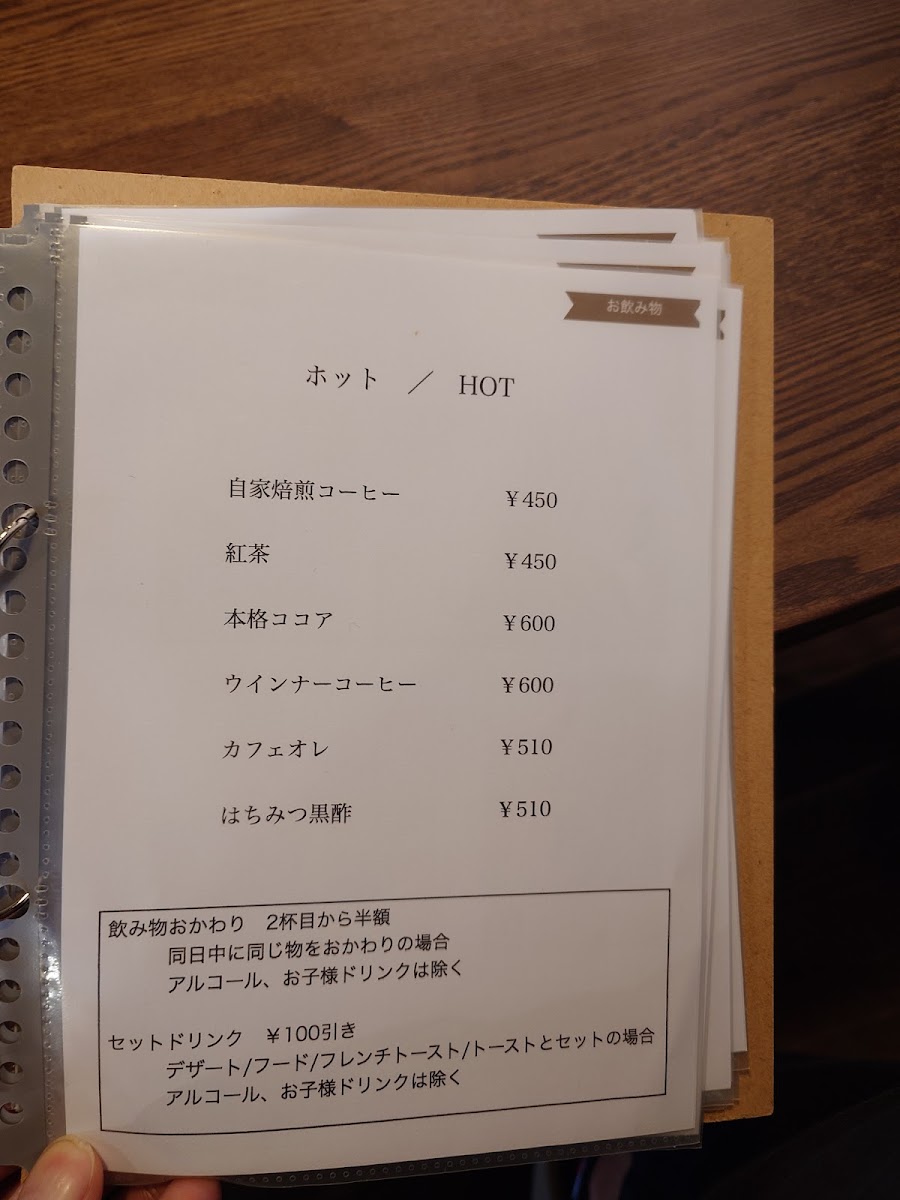 お飲み物
ホット ／ HOT
自家焙煎コーヒー ￥450
紅茶 ￥450
本格ココア ￥600
ウインナーコーヒー ￥600
カフェオレ ￥510
はちみつ黒酢 ￥510
飲み物おかわり 2杯目から半額
同日中に同じ物をおかわりの場合
アルコール、お子様ドリンクは除く
セットドリンク ￥100引き
デザート/フード/フレンチトースト/トーストとセットの場合
アルコール、お子様ドリンクは除く